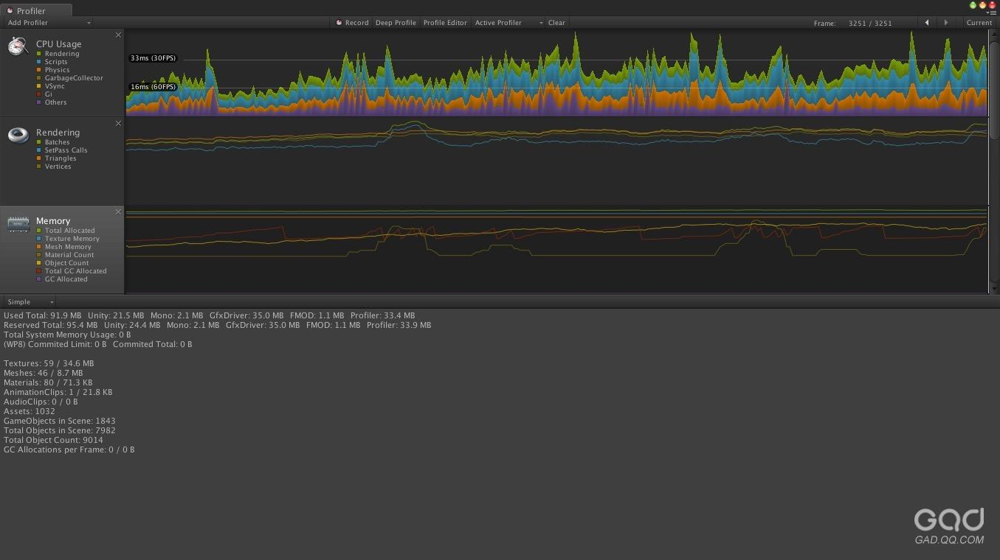 Profiler
Add Profiler Record Deep Profile Profile Editor Active Profiler Clear Frame: 3251 / 3251 Current
CPU Usage
Rendering
Scripts
Physics
GarbageCollector
VSync
Gi
Others
33ms (30FPS)
16ms (60FPS)
Rendering
Batches
SetPass Calls
Triangles
Vertices
Memory
Total Allocated
Texture Memory
Mesh Memory
Material Count
Object Count
Total GC Allocated
GC Allocated
Simple
Used Total: 91.9 MB Unity: 21.5 MB Mono: 2.1 MB GfxDriver: 35.0 MB FMOD: 1.1 MB Profiler: 33.4 MB
Reserved Total: 95.4 MB Unity: 24.4 MB Mono: 2.1 MB GfxDriver: 35.0 MB FMOD: 1.1 MB Profiler: 33.9 MB
Total System Memory Usage: 0 B
(WP8) Commited Limit: 0 B Commited Total: 0 B
Textures: 59 / 34.6 MB
Meshes: 46 / 8.7 MB
Materials: 80 / 71.3 KB
AnimationClips: 1 / 21.8 KB
AudioClips: 0 / 0 B
Assets: 1032
GameObjects in Scene: 1843
Total Objects in Scene: 7982
Total Object Count: 9014
GC Allocations per Frame: 0 / 0 B
Gad
GAD.QQ.COM